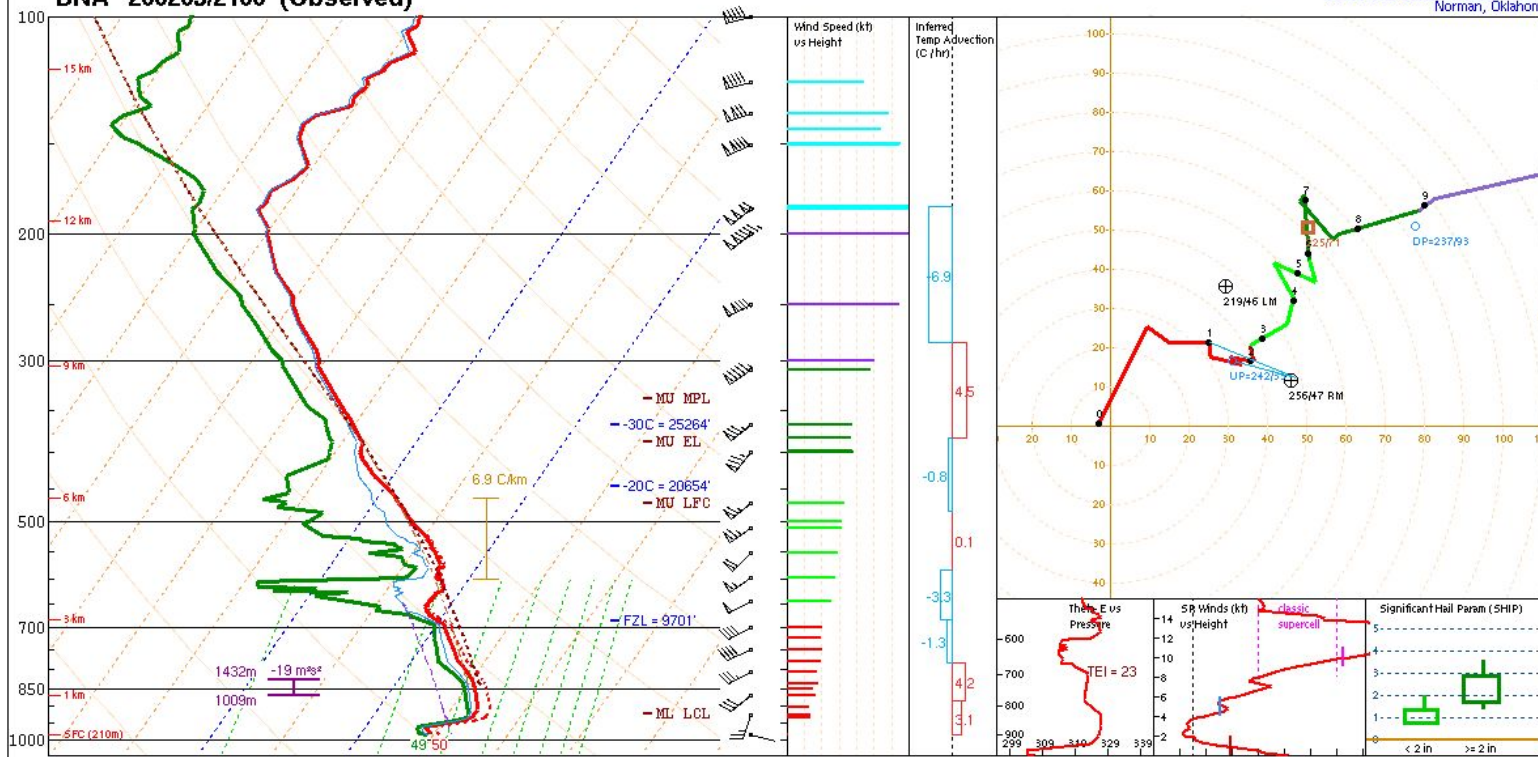 BNA 200205/2100 (Observed)
Norman, Oklahom
100
15 km
12 km
200
9 km
300
6 km
500
3 km
700
850
1 km
1000
SFC (210m)
MU MPL
-30C = 25264'
MU EL
-20C = 20654'
MU LFC
6.9 C/km
FZL = 9701'
1432m
-19 m²s²
1009m
ML LCL
49 50
Wind Speed (kt)
vs Height
Inferred
Temp Advection
(C / hr)
-6.9
4.5
-0.8
0.1
-3.3
-1.3
4.2
3.1
100
90
80
70
60
50
40
30
20
10
20 10 10 20 30 40 50 60 70 80 90 100
10
20
30
40
0
1
3
4
5
7
8
9
DP=237/93
219/46 LM
256/47 RM
Theta-E vs
Pressure
600
700
800
900
TEI = 23
299 309 319 329 339
SR Winds (kt)
vs Height
classic
supercell
14
12
10
8
6
4
2
Significant Hail Param (SHIP)
5
4
3
2
1
0
< 2 in
>= 2 in